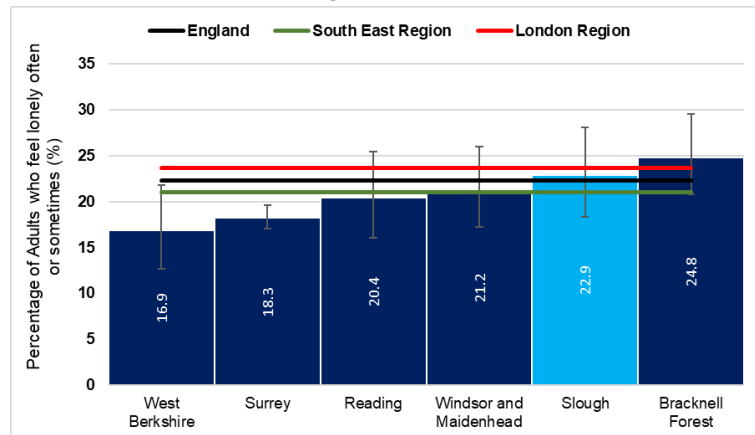 England South East Region London Region
Percentage of Adults who feel lonely often
or sometimes (%)
40
35
30
25
20
15
10
5
0
16.9
18.3
20.4
21.2
22.9
24.8
West
Berkshire
Surrey
Reading
Windsor and
Maidenhead
Slough
Bracknell
Forest